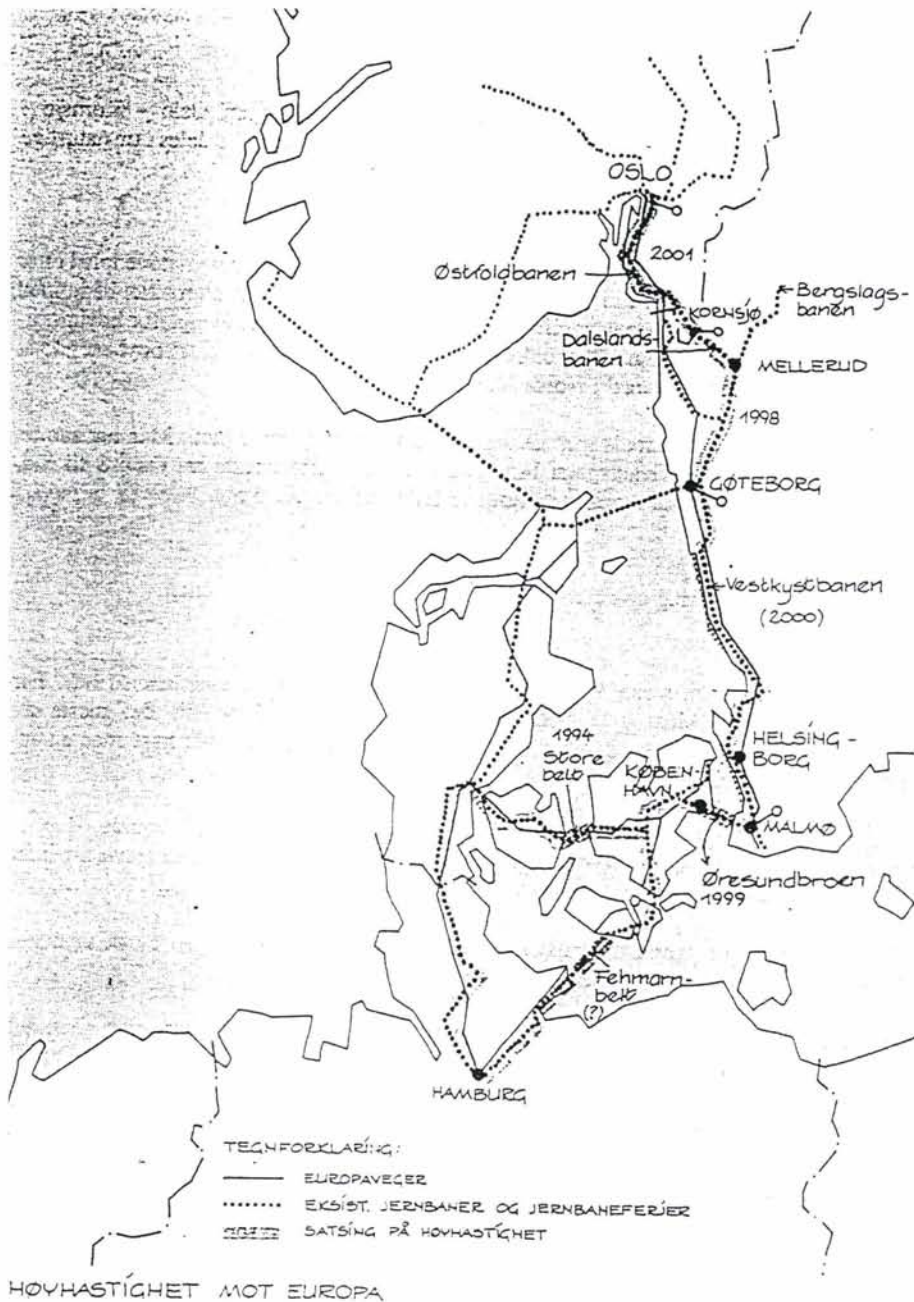 OSLO
2001
Østfoldbanen
Bergslags-
banen
KORNSJØ
Dalslands-
banen
MELLERUD
1998
GØTEBORG
Vestkystbanen
(2000)
1994
Store
belt
HELSING-
BORG
KØBEN-
HAVN
MALMØ
Øresundbroen
1999
Fehmarn-
belt
(?)
HAMBURG
TEGNFORKLARING:
EUROPAVEGER
EKSIST. JERNBANER OG JERNBANEFERJER
SATSING PÅ HØYHASTIGHET
HØYHASTIGHET MOT EUROPA